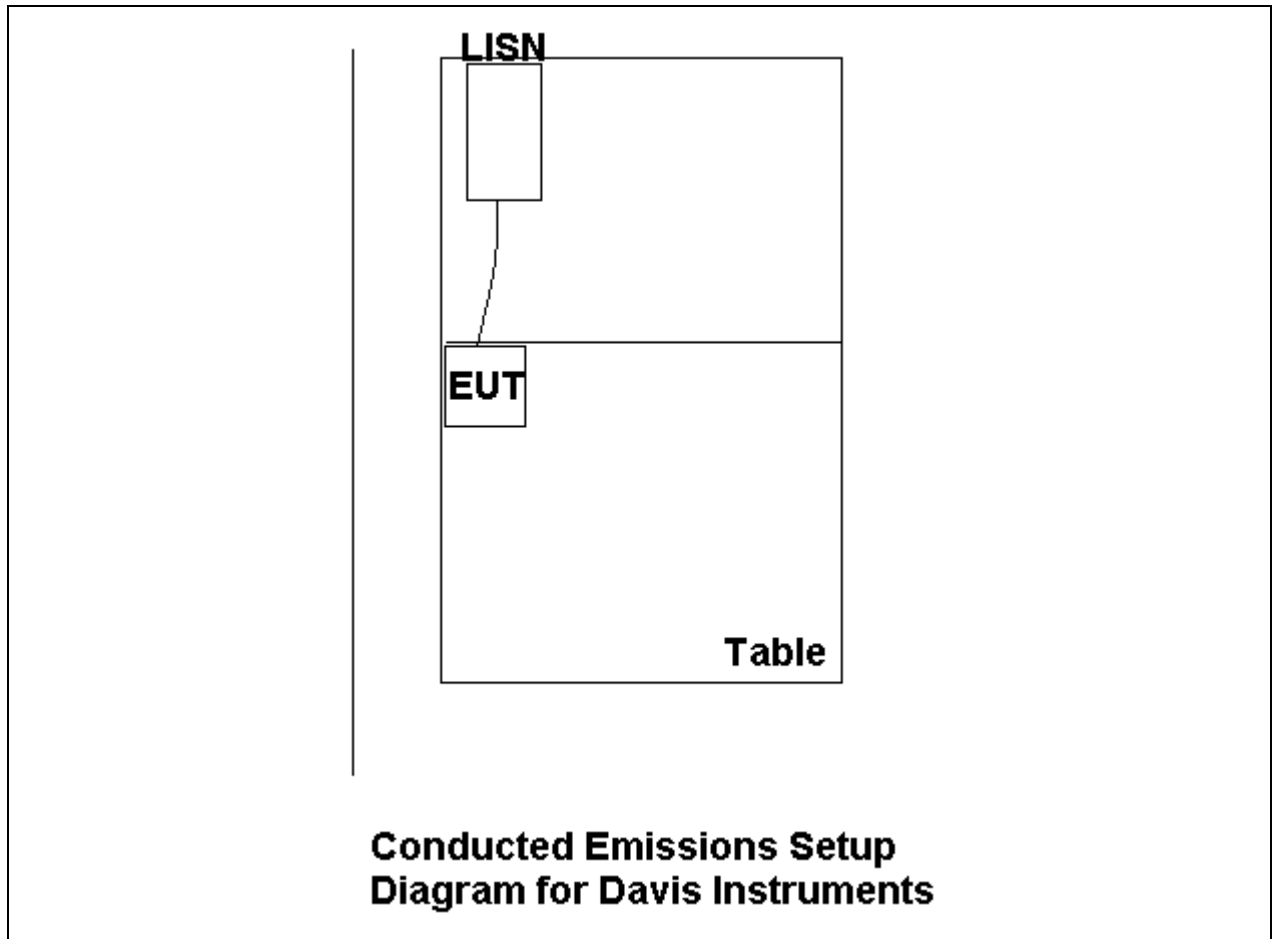 LISN
EUT
Table
Conducted Emissions Setup
Diagram for Davis Instruments